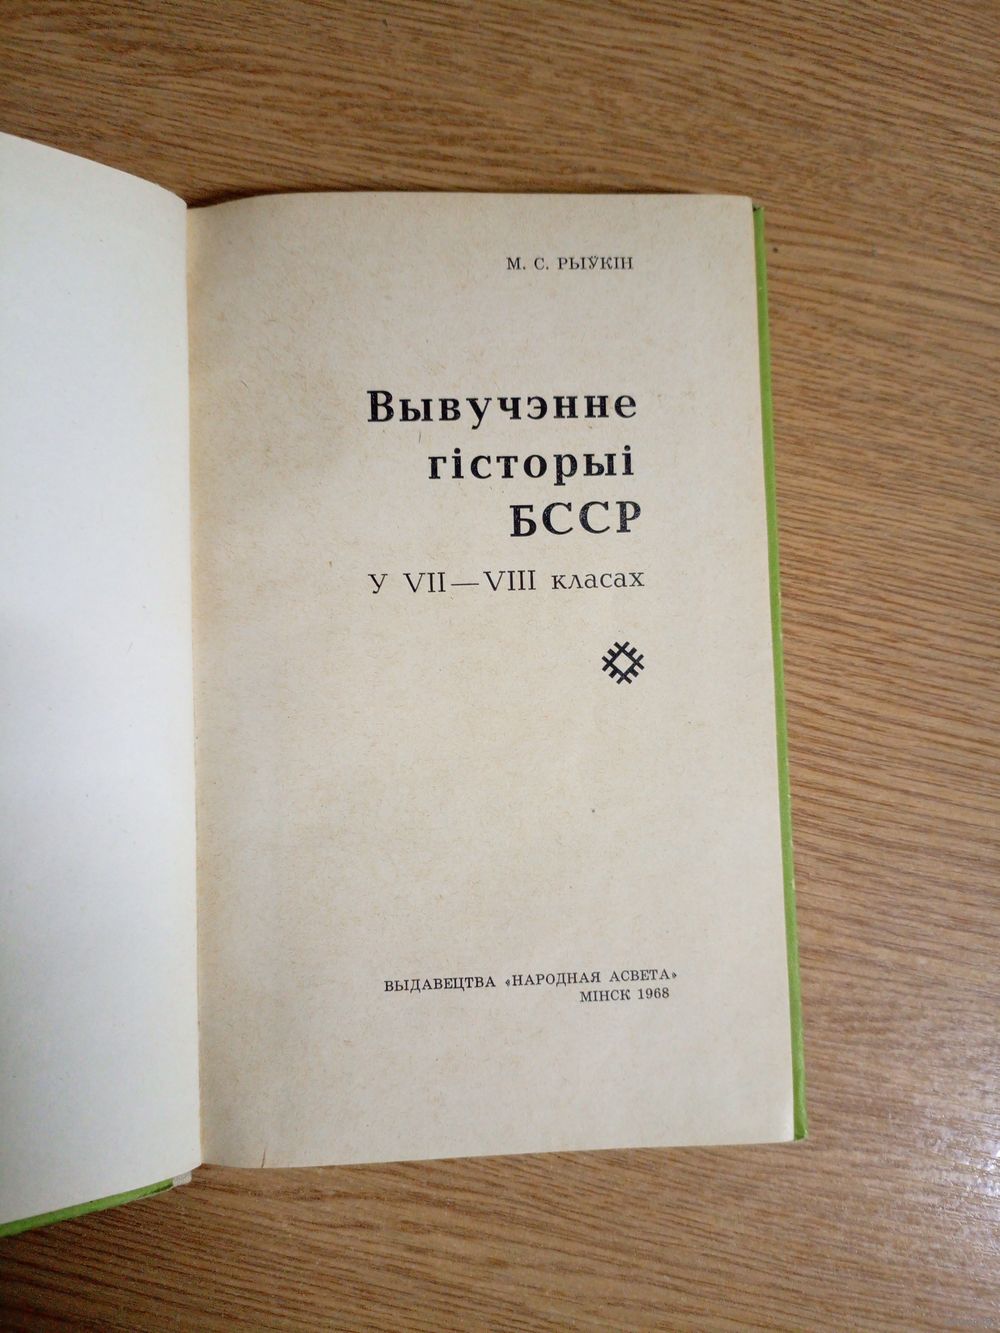 М. С. РЫЎКІН
Вывучэнне
гісторыі
БССР
У VII—VIII класах
ВЫДАВЕЦТВА «НАРОДНАЯ АСВЕТА»
МІНСК 1968